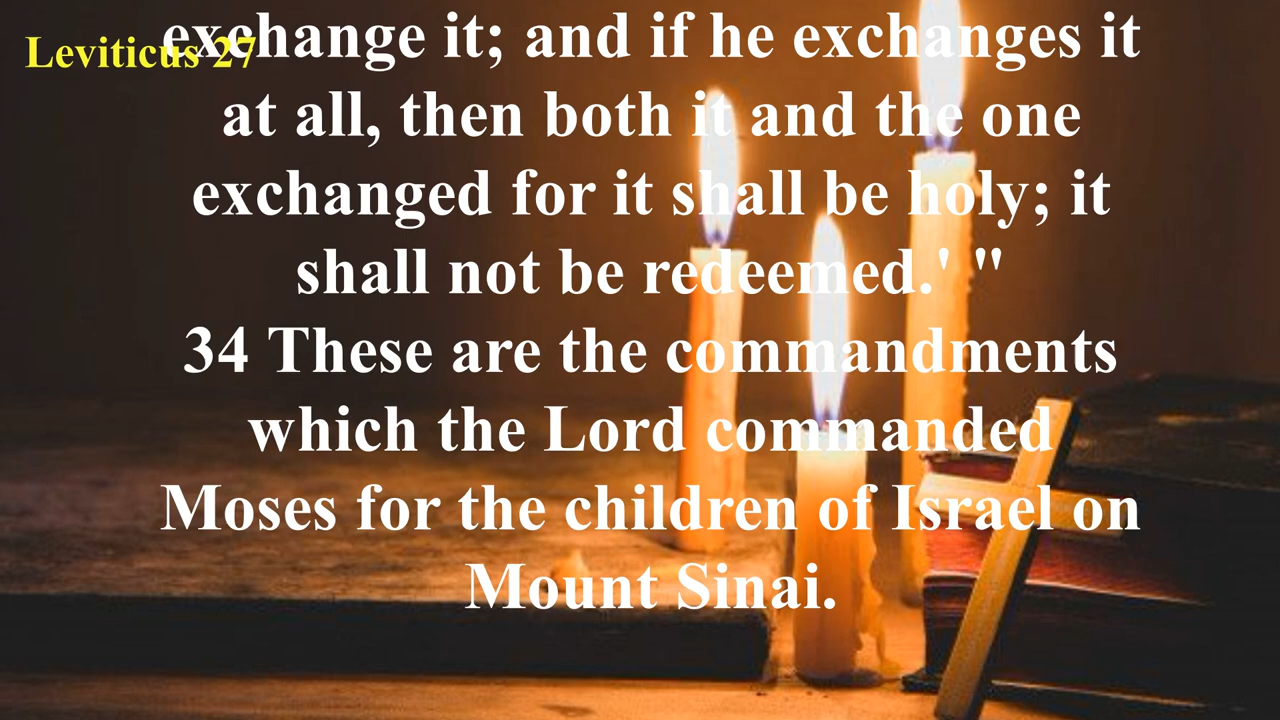 Leviticus 27
exchange it; and if he exchanges it
at all, then both it and the one
exchanged for it shall be holy; it
shall not be redeemed.' "
34 These are the commandments
which the Lord commanded
Moses for the children of Israel on
Mount Sinai.